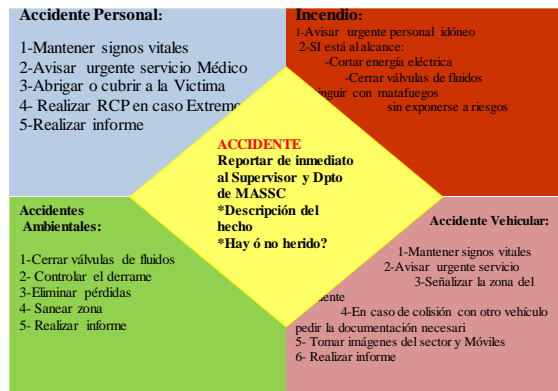 Accidente Personal:
1-Mantener signos vitales
2-Avisar urgente servicio Médico
3-Abrigar o cubrir a la Victima
4- Realizar RCP en caso Extremo
5-Realizar informe
Incendio:
1-Avisar urgente personal idóneo
2-SI está al alcance:
-Cortar energía eléctrica
-Cerrar válvulas de fluidos
inguir con matafuegos
sin exponerse a riesgos
ACCIDENTE
Reportar de inmediato
al Supervisor y Dpto
de MASSC
*Descripción del
hecho
*Hay ó no herido?
Accidentes
Ambientales:
1-Cerrar válvulas de fluidos
2- Controlar el derrame
3-Eliminar pérdidas
4- Sanear zona
5- Realizar informe
Accidente Vehicular:
1-Mantener signos vitales
2-Avisar urgente servicio
3-Señalizar la zona del
dente
4-En caso de colisión con otro vehículo
pedir la documentación necesari
5- Tomar imágenes del sector y Móviles
6- Realizar informe